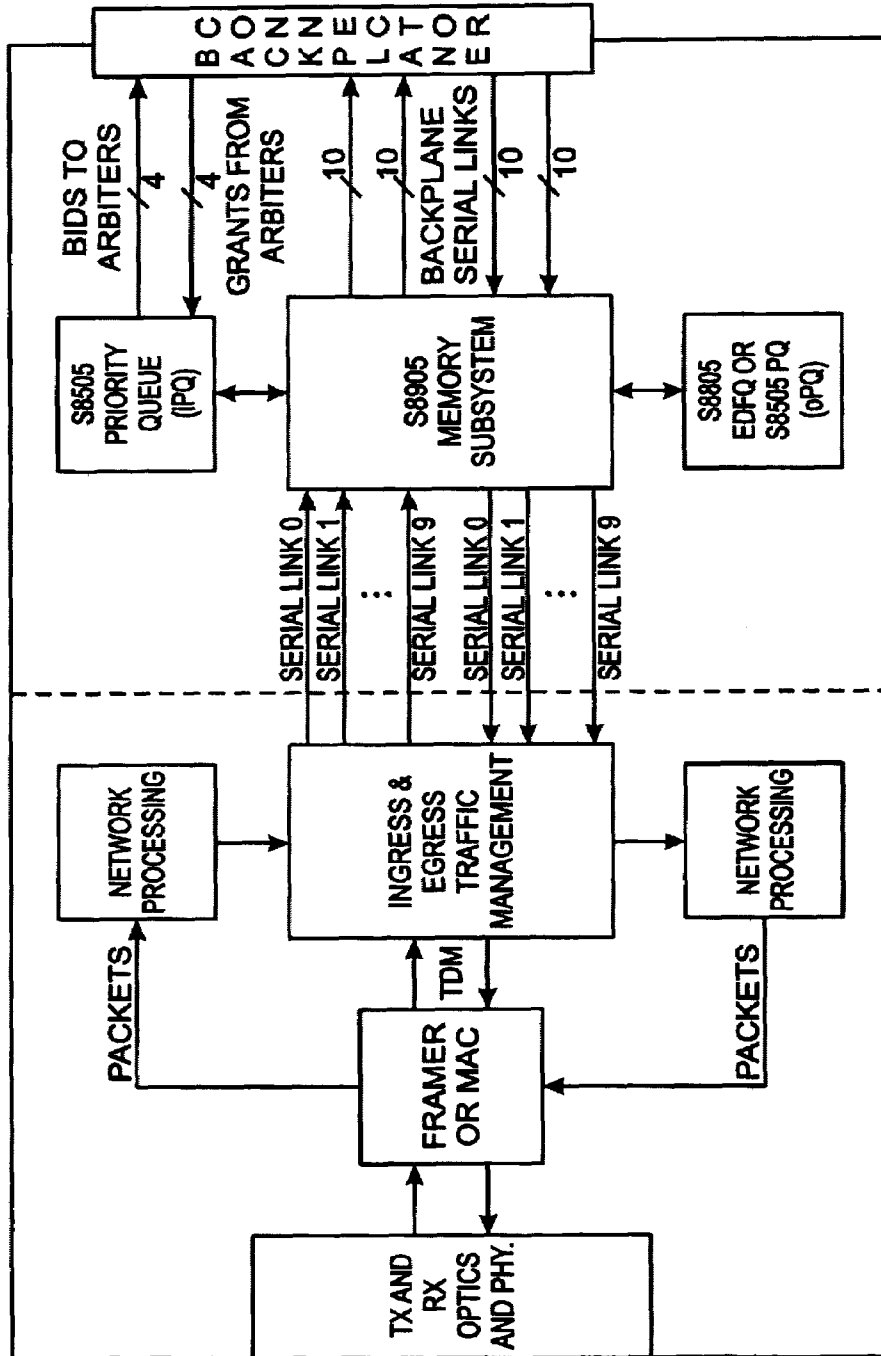 TX AND
RX
OPTICS
AND PHY.
FRAMER
OR MAC
PACKETS
TDM
PACKETS
NETWORK
PROCESSING
INGRESS &
EGRESS
TRAFFIC
MANAGEMENT
NETWORK
PROCESSING
SERIAL LINK 0
SERIAL LINK 1
⋮
SERIAL LINK 9
SERIAL LINK 0
SERIAL LINK 1
⋮
SERIAL LINK 9
S8505
PRIORITY
QUEUE
(IPQ)
S8905
MEMORY
SUBSYSTEM
S8805
EDFQ OR
S8505 PQ
(oPQ)
BIDS TO
ARBITERS
4
4
GRANTS FROM
ARBITERS
10
10
BACKPLANE
SERIAL LINKS
10
10
B C
A O
C N
K N
P E
L C
A T
N O
E R